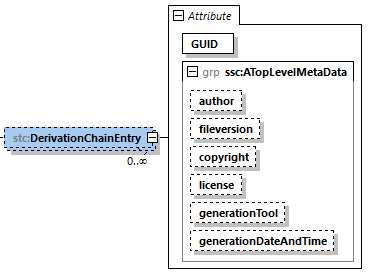 Attribute
GUID
grp ssc:ATopLevelMetaData
author
fileversion
stc:DerivationChainEntry
copyright
0..∞
license
generationTool
generationDateAndTime